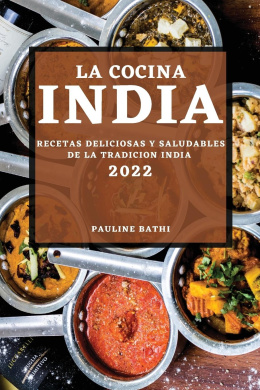 LA COCINA
INDIA
RECETAS DELICIOSAS Y SALUDABLES
DE LA TRADICION INDIA
2022
PAULINE BATHI